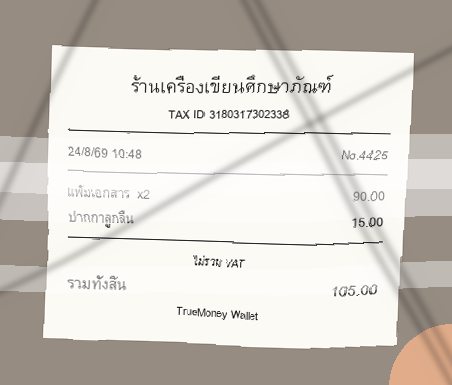 ร้านเครื่องเขียนศึกษาภัณฑ์
TAX ID 3180317302338
24/8/69 10:48 No.4425
แฟ้มเอกสาร x2 90.00
ปากกาลูกลื่น 15.00
ไม่รวม VAT
รวมทั้งสิ้น 105.00
TrueMoney Wallet